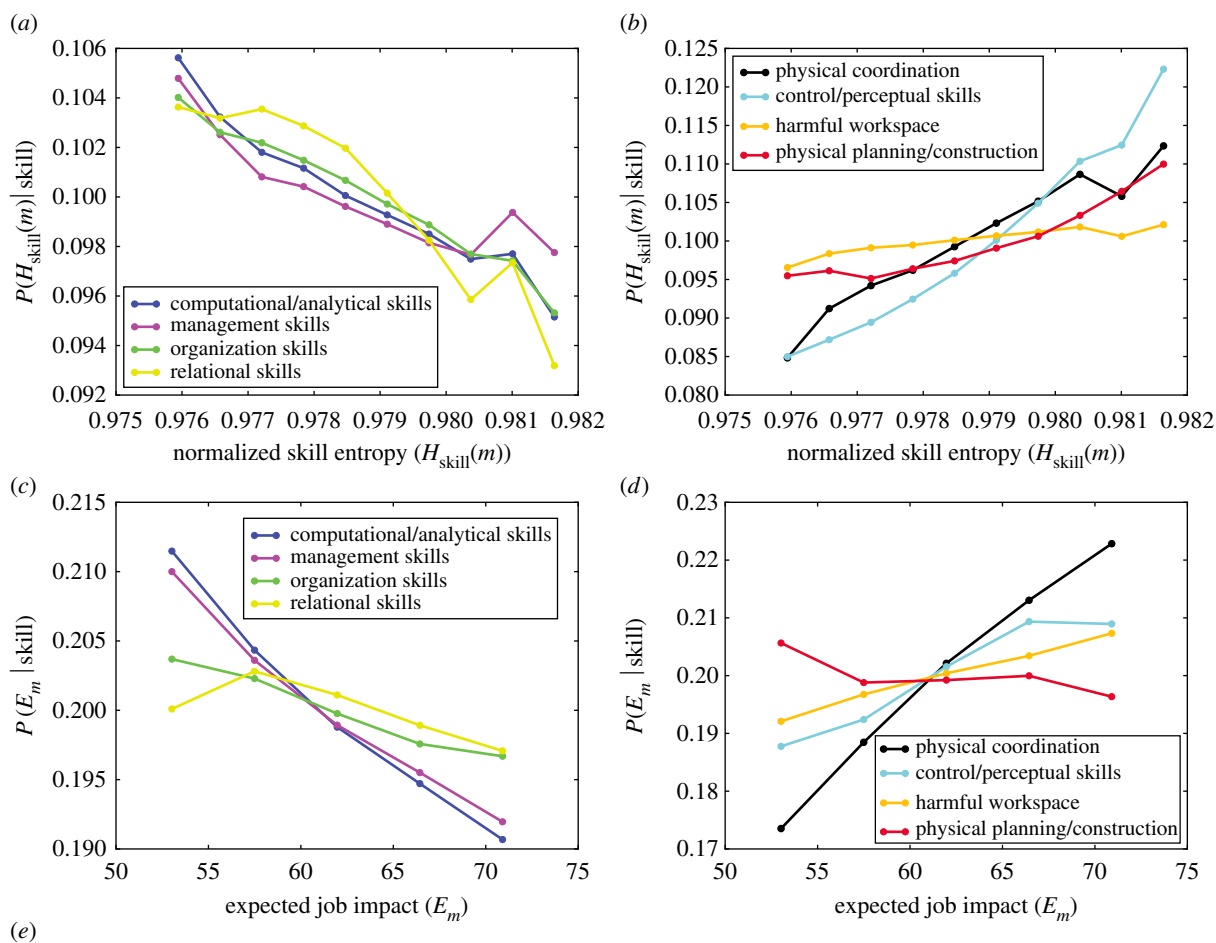 (a)
0.106
0.104
0.102
0.100
0.098
0.096
0.094
0.092
P(H_skill(m)| skill)
computational/analytical skills
management skills
organization skills
relational skills
0.975 0.976 0.977 0.978 0.979 0.980 0.981 0.982
normalized skill entropy (H_skill(m))
(b)
0.125
0.120
0.115
0.110
0.105
0.100
0.095
0.090
0.085
0.080
P(H_skill(m)| skill)
physical coordination
control/perceptual skills
harmful workspace
physical planning/construction
0.975 0.976 0.977 0.978 0.979 0.980 0.981 0.982
normalized skill entropy (H_skill(m))
(c)
0.215
0.210
0.205
0.200
0.195
0.190
P(E_m | skill)
computational/analytical skills
management skills
organization skills
relational skills
50 55 60 65 70 75
expected job impact (E_m)
(d)
0.23
0.22
0.21
0.20
0.19
0.18
0.17
P(E_m | skill)
physical coordination
control/perceptual skills
harmful workspace
physical planning/construction
50 55 60 65 70 75
expected job impact (E_m)
(e)